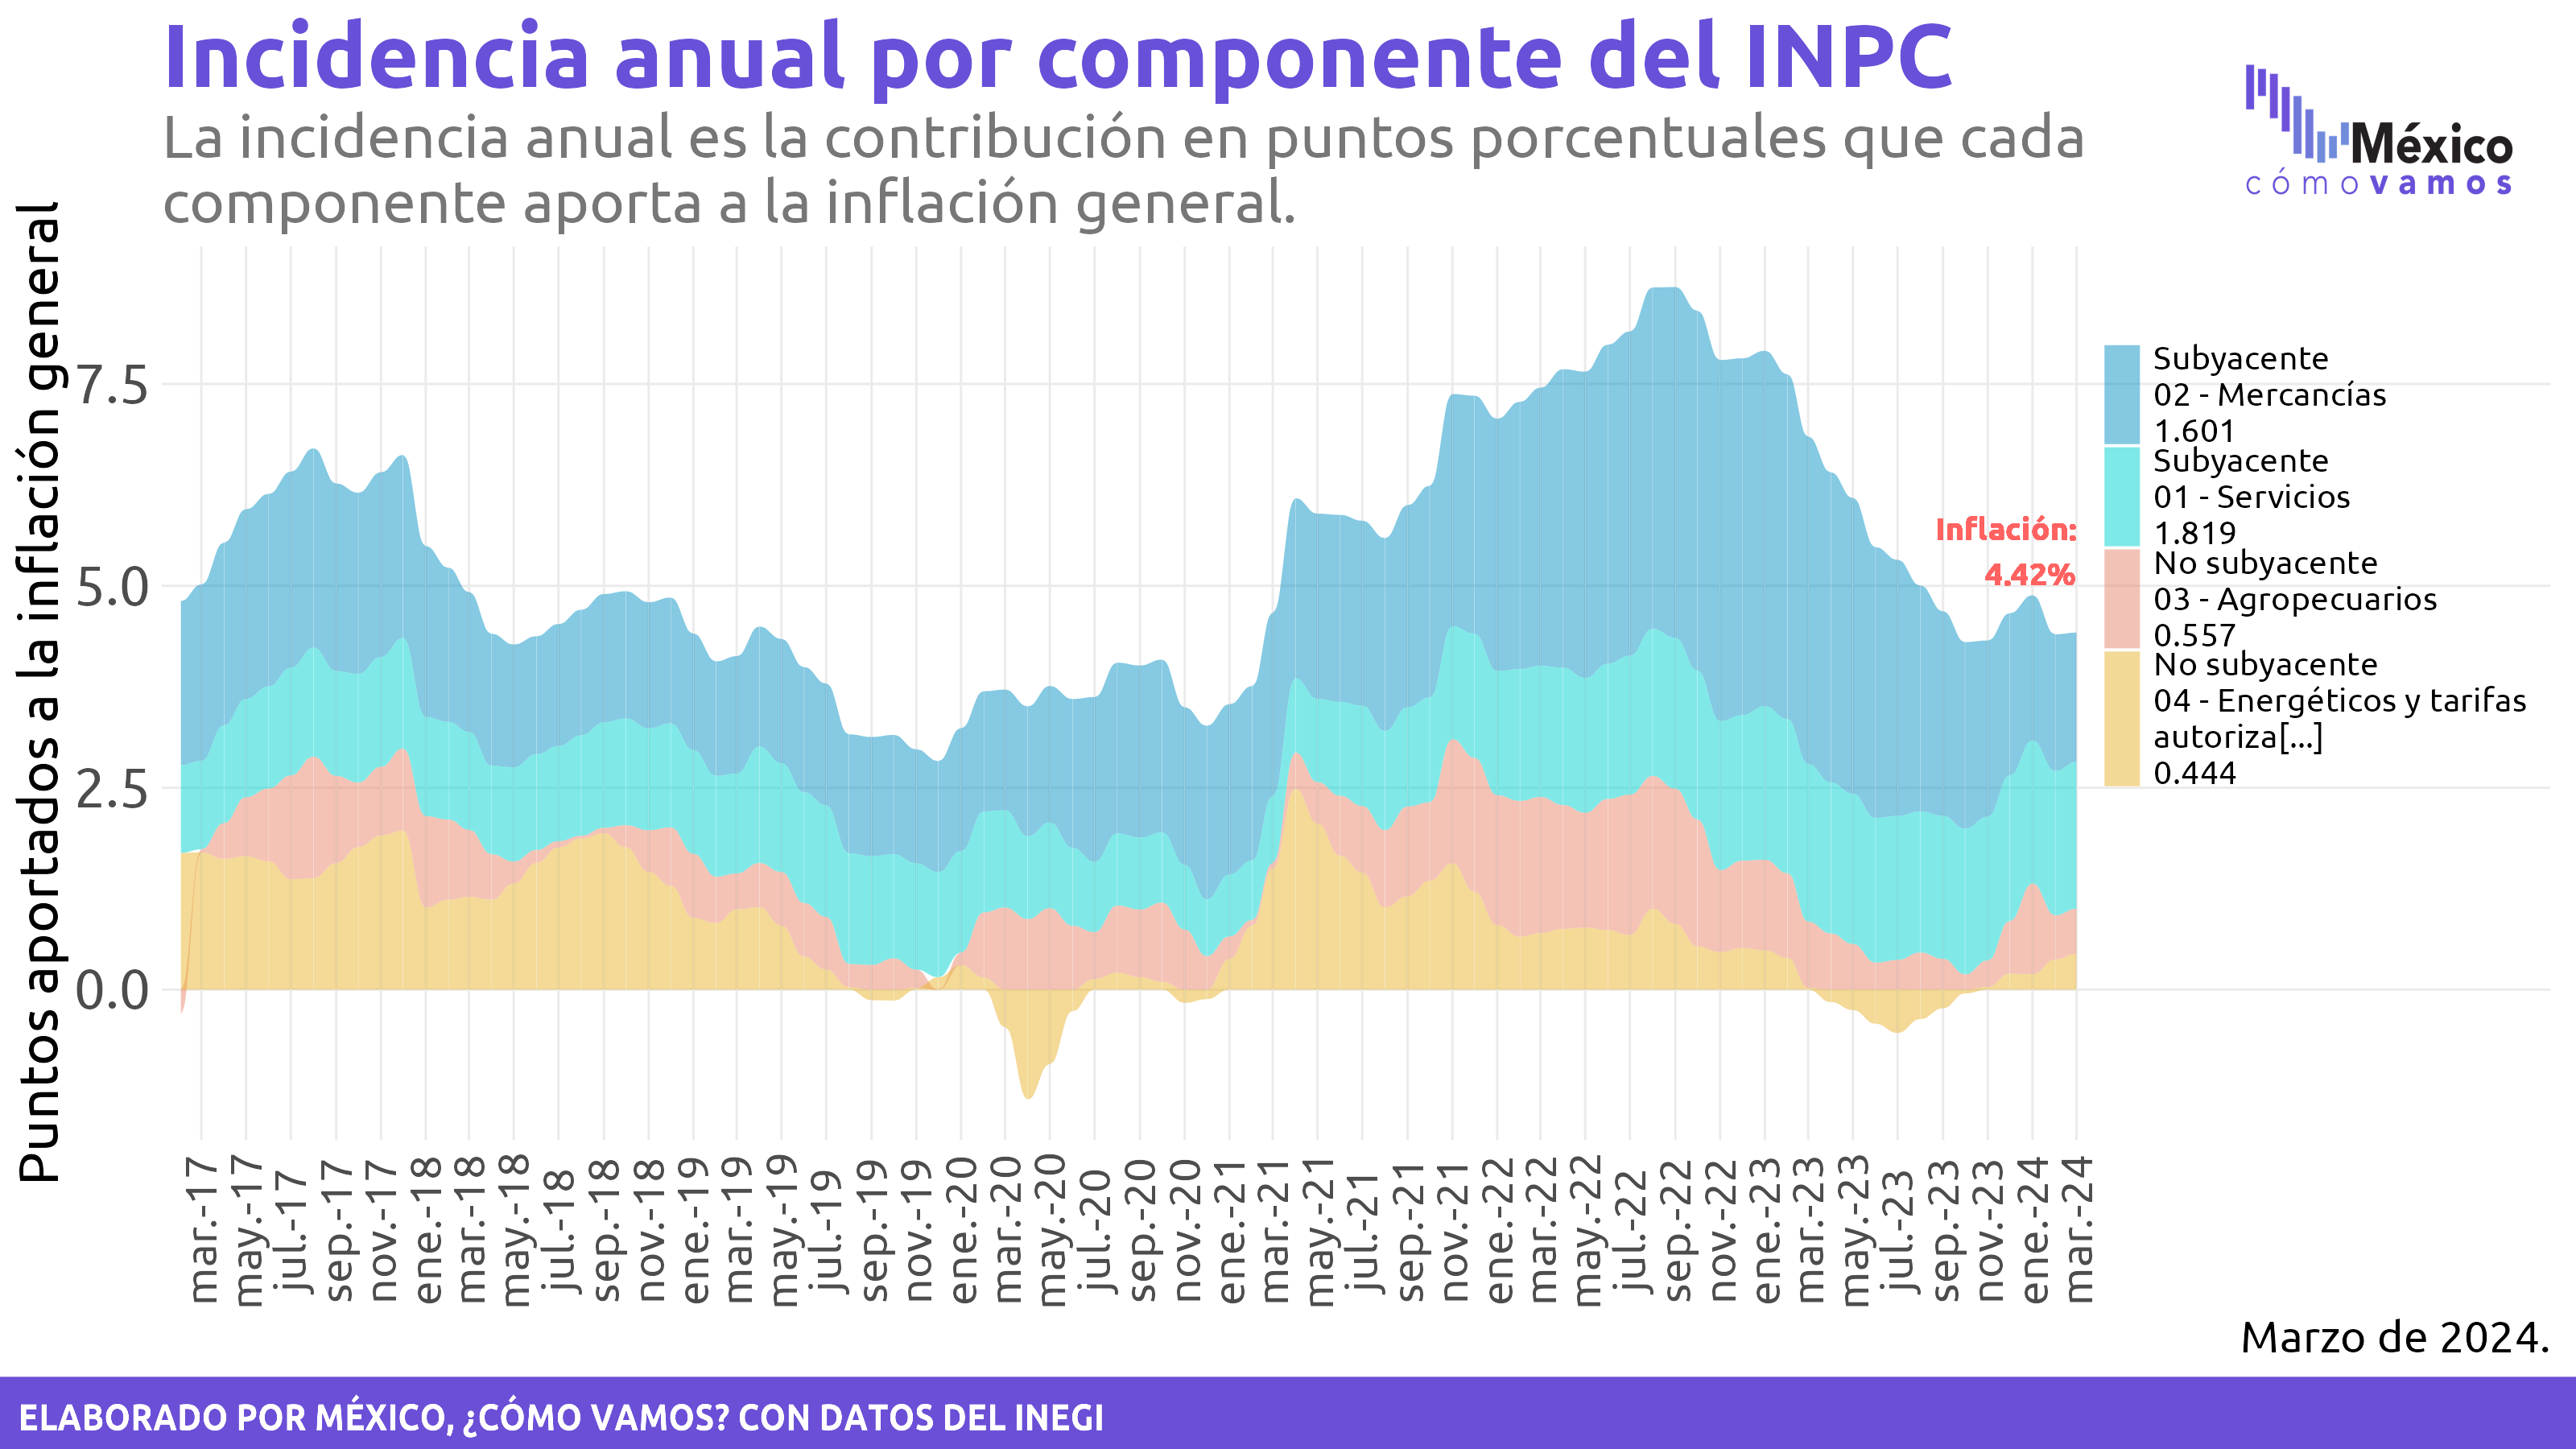 Incidencia anual por componente del INPC
La incidencia anual es la contribución en puntos porcentuales que cada
componente aporta a la inflación general.
México
cómo vamos
Puntos aportados a la inflación general
7.5
5.0
2.5
0.0
Inflación:
4.42%
Subyacente
02 - Mercancías
1.601
Subyacente
01 - Servicios
1.819
No subyacente
03 - Agropecuarios
0.557
No subyacente
04 - Energéticos y tarifas
autoriza[...]
0.444
mar.-17
may.-17
jul.-17
sep.-17
nov.-17
ene.-18
mar.-18
may.-18
jul.-18
sep.-18
nov.-18
ene.-19
mar.-19
may.-19
jul.-19
sep.-19
nov.-19
ene.-20
mar.-20
may.-20
jul.-20
sep.-20
nov.-20
ene.-21
mar.-21
may.-21
jul.-21
sep.-21
nov.-21
ene.-22
mar.-22
may.-22
jul.-22
sep.-22
nov.-22
ene.-23
mar.-23
may.-23
jul.-23
sep.-23
nov.-23
ene.-24
mar.-24
Marzo de 2024.
ELABORADO POR MÉXICO, ¿CÓMO VAMOS? CON DATOS DEL INEGI